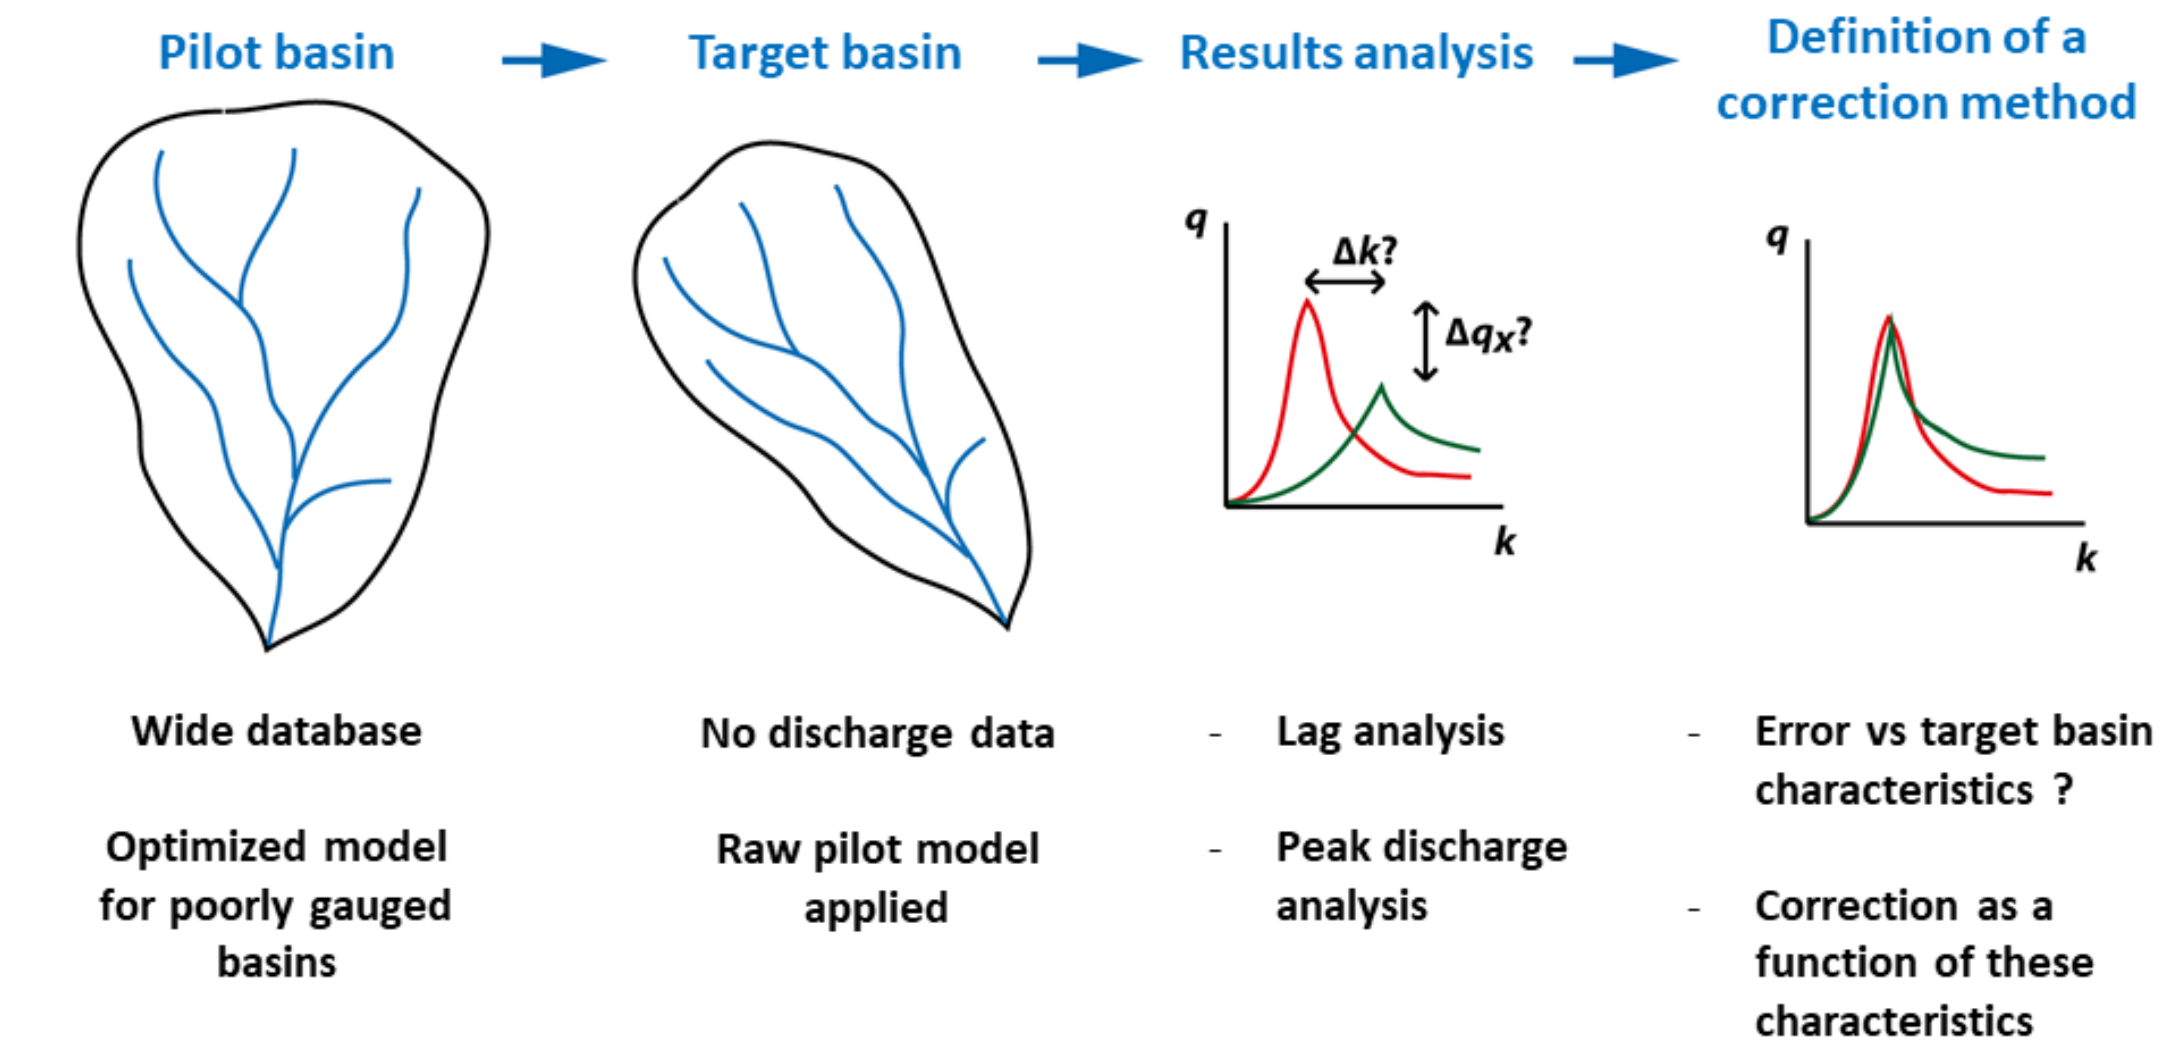 Pilot basin
Target basin
Results analysis
Definition of a
correction method
q
Δk?
Δqx?
k
q
k
Wide database
Optimized model
for poorly gauged
basins
No discharge data
Raw pilot model
applied
- Lag analysis
- Peak discharge
analysis
- Error vs target basin
characteristics ?
- Correction as a
function of these
characteristics